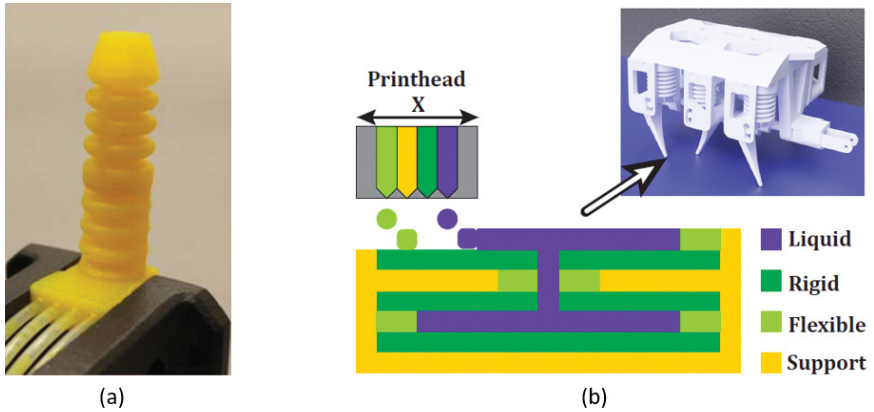 Printhead
X
Liquid
Rigid
Flexible
Support
(a)
(b)